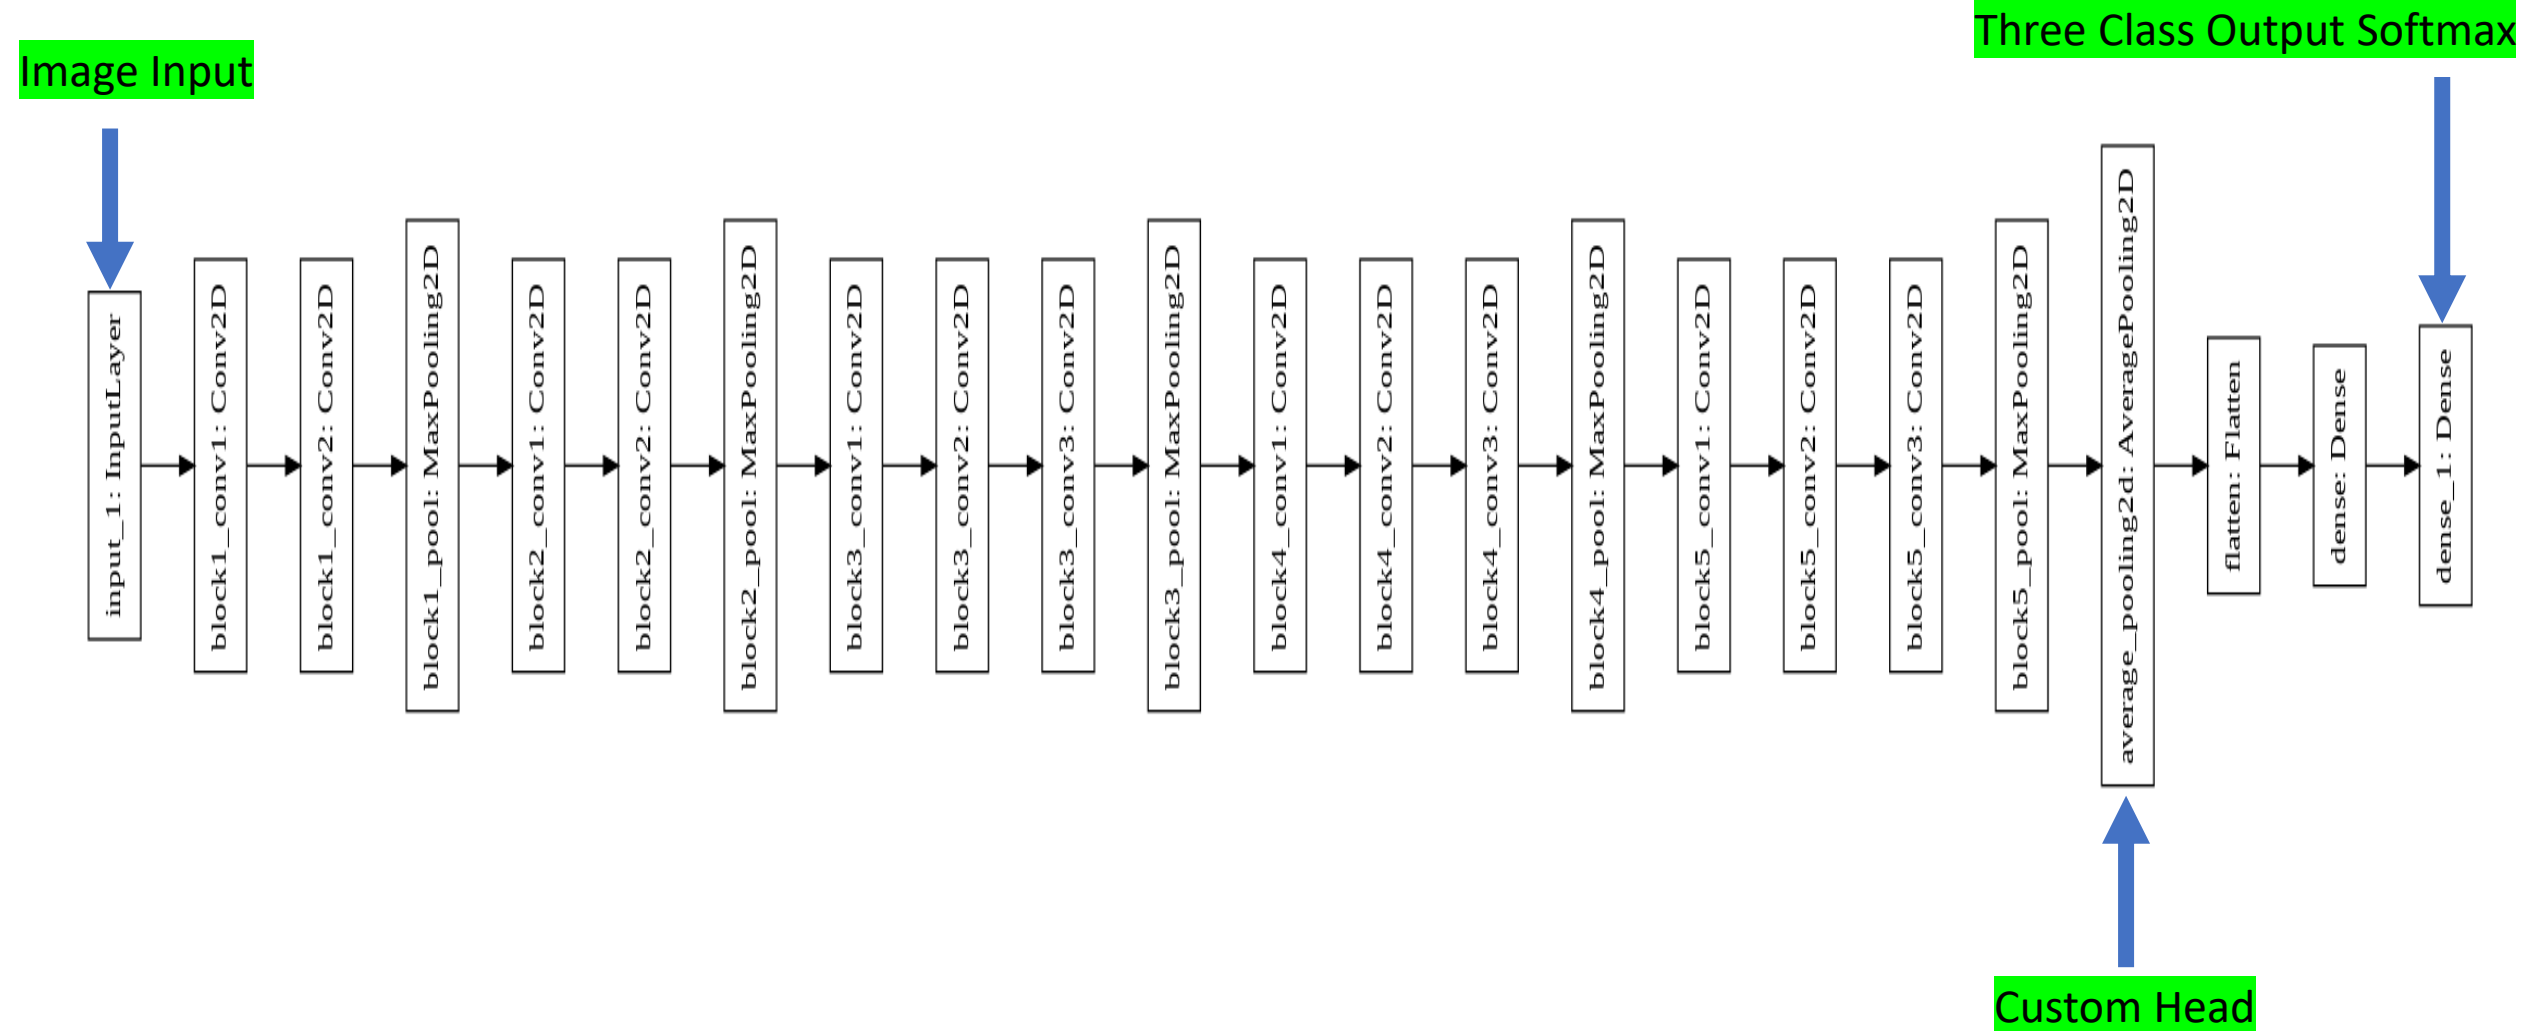 Image Input
Three Class Output Softmax
input_1: InputLayer
block1_conv1: Conv2D
block1_conv2: Conv2D
block1_pool: MaxPooling2D
block2_conv1: Conv2D
block2_conv2: Conv2D
block2_pool: MaxPooling2D
block3_conv1: Conv2D
block3_conv2: Conv2D
block3_conv3: Conv2D
block3_pool: MaxPooling2D
block4_conv1: Conv2D
block4_conv2: Conv2D
block4_conv3: Conv2D
block4_pool: MaxPooling2D
block5_conv1: Conv2D
block5_conv2: Conv2D
block5_conv3: Conv2D
block5_pool: MaxPooling2D
average_pooling2d: AveragePooling2D
flatten: Flatten
dense: Dense
dense_1: Dense
Custom Head